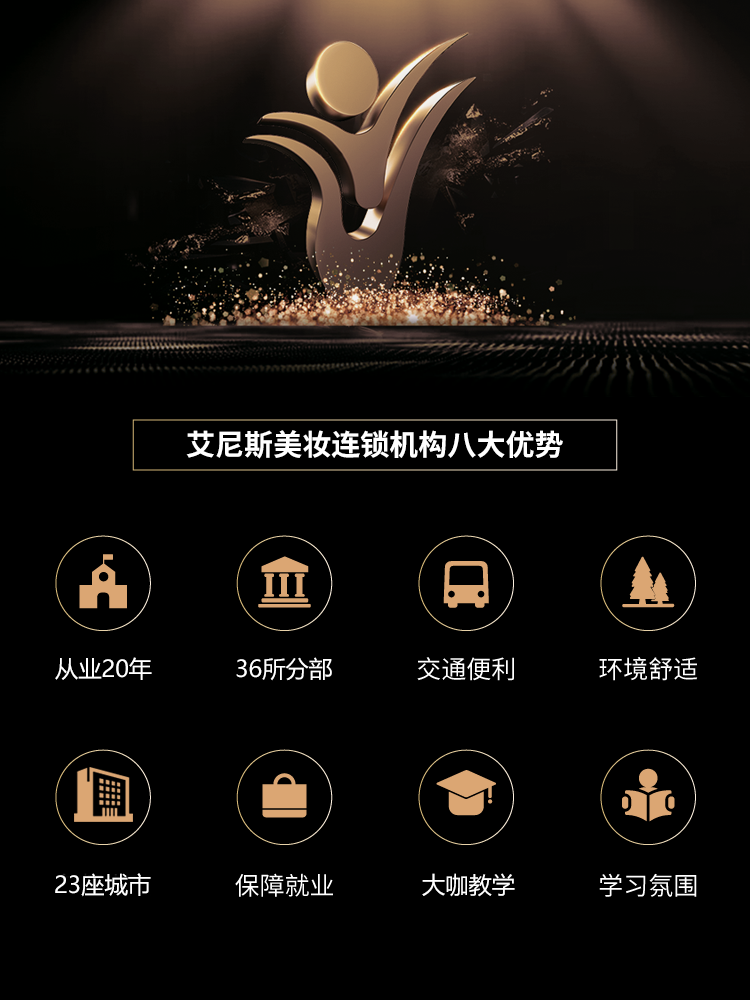 艾尼斯美妆连锁机构八大优势
从业20年
36所分部
交通便利
环境舒适
23座城市
保障就业
大咖教学
学习氛围